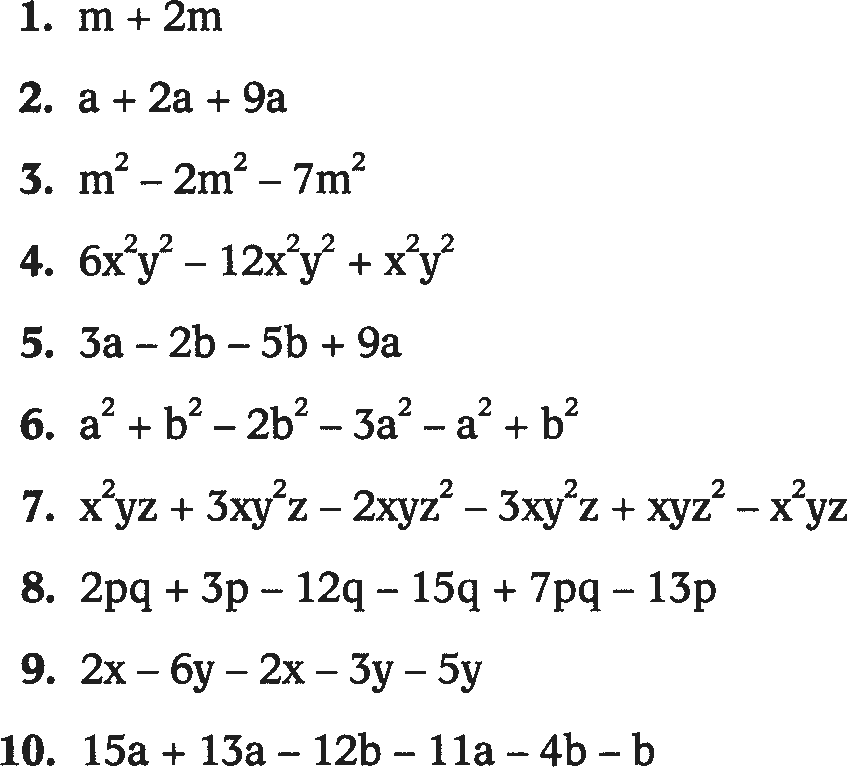 1. m + 2m
2. a + 2a + 9a
3. m² – 2m² – 7m²
4. 6x²y² – 12x²y² + x²y²
5. 3a – 2b – 5b + 9a
6. a² + b² – 2b² – 3a² – a² + b²
7. x²yz + 3xy²z – 2xyz² – 3xy²z + xyz² – x²yz
8. 2pq + 3p – 12q – 15q + 7pq – 13p
9. 2x – 6y – 2x – 3y – 5y
10. 15a + 13a – 12b – 11a – 4b – b